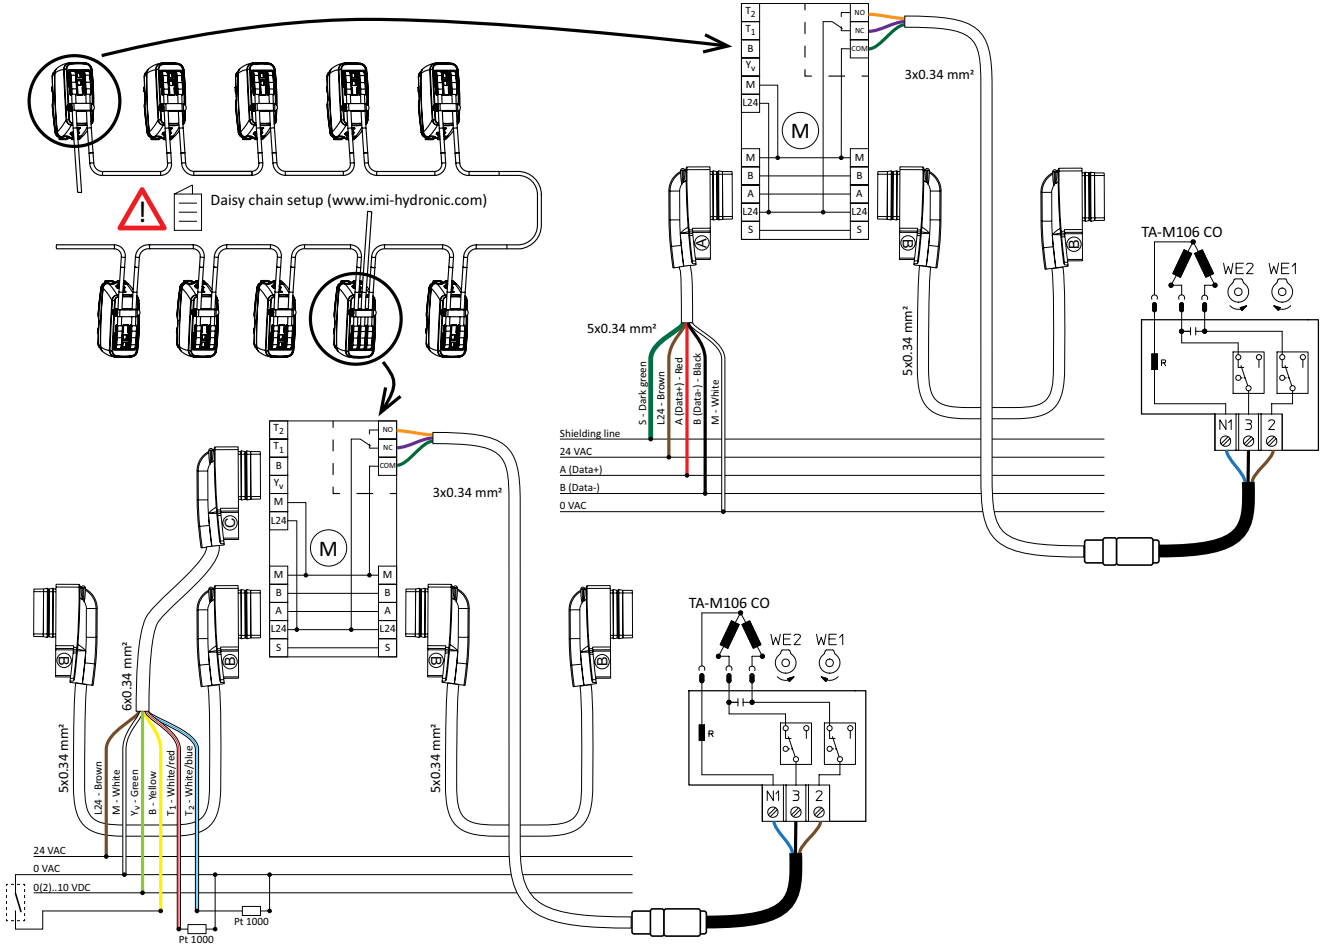 T2
T1
B
Yv
M
L24
NO
NC
COM
3x0.34 mm²
M
M
B
A
L24
S
M
B
A
L24
S
Daisy chain setup (www.imi-hydronic.com)
A
B
B
5x0.34 mm²
5x0.34 mm²
S - Dark green
L24 - Brown
A (Data+) - Red
B (Data-) - Black
M - White
Shielding line
24 VAC
A (Data+)
B (Data-)
0 VAC
TA-M106 CO
WE2
WE1
R
N1
3
2
T2
T1
B
Yv
M
L24
NO
NC
COM
3x0.34 mm²
M
M
B
A
L24
S
M
B
A
L24
S
C
B
B
B
B
6x0.34 mm²
5x0.34 mm²
5x0.34 mm²
L24 - Brown
M - White
Yv - Green
B - Yellow
T1 - White/red
T2 - White/blue
24 VAC
0 VAC
0(2)..10 VDC
Pt 1000
Pt 1000
TA-M106 CO
WE2
WE1
R
N1
3
2